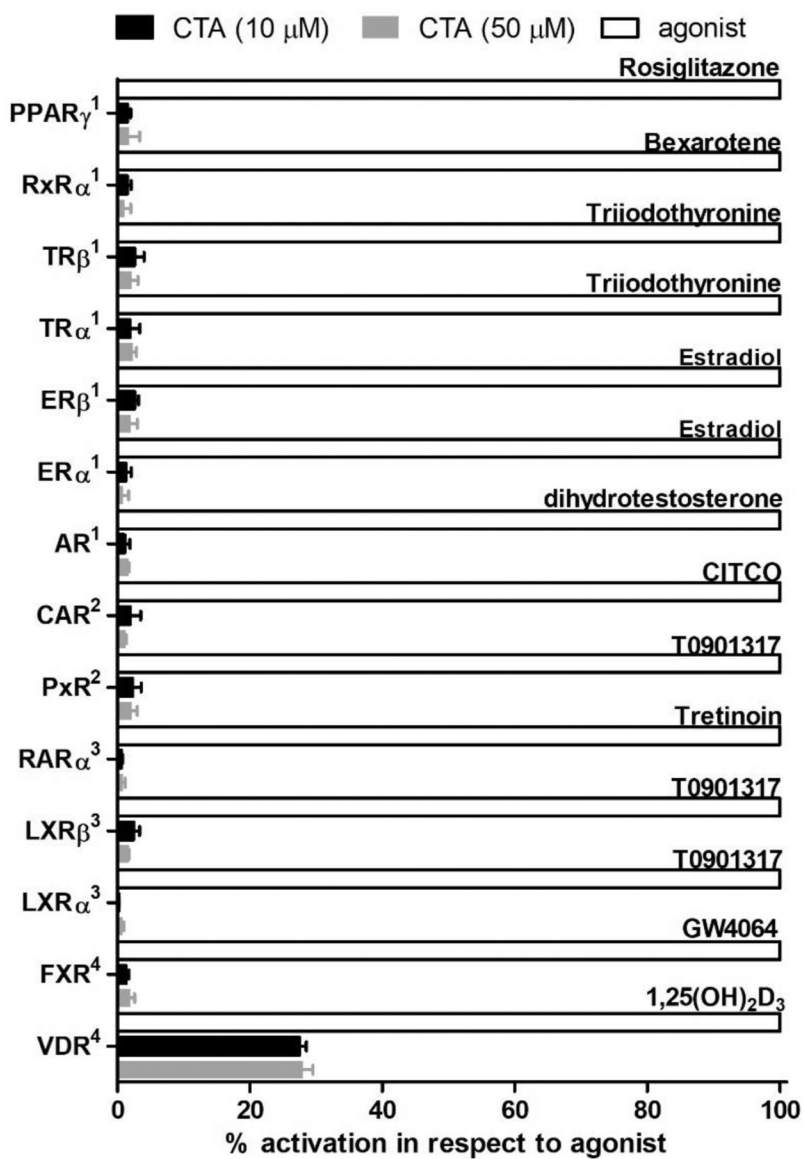 CTA (10 μM) CTA (50 μM) agonist
Rosiglitazone
PPARγ¹
Bexarotene
RxRα¹
Triiodothyronine
TRβ¹
Triiodothyronine
TRα¹
Estradiol
ERβ¹
Estradiol
ERα¹
dihydrotestosterone
AR¹
CITCO
CAR²
T0901317
PxR²
Tretinoin
RARα³
T0901317
LXRβ³
T0901317
LXRα³
GW4064
FXR⁴
1,25(OH)₂D₃
VDR⁴
0 20 40 60 80 100
% activation in respect to agonist